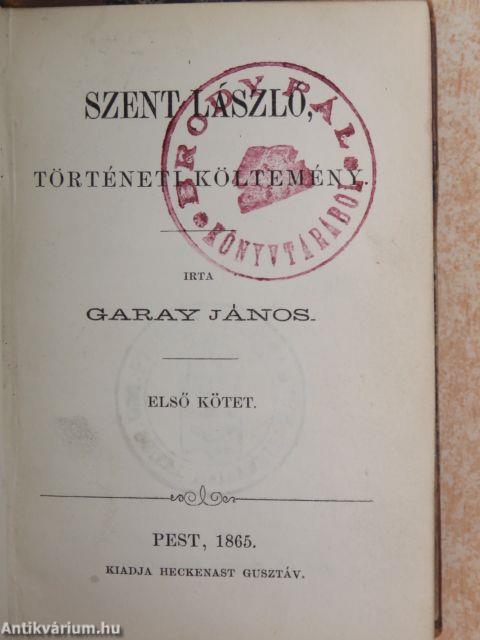 SZENT LÁSZLÓ,
TÖRTÉNETI KÖLTEMÉNY.
BRÓDY PÁL
KÖNYVTÁRÁBÓL
IRTA
GARAY JÁNOS.
ELSŐ KÖTET.
PEST, 1865.
KIADJA HECKENAST GUSZTÁV.
Antikvárium.hu